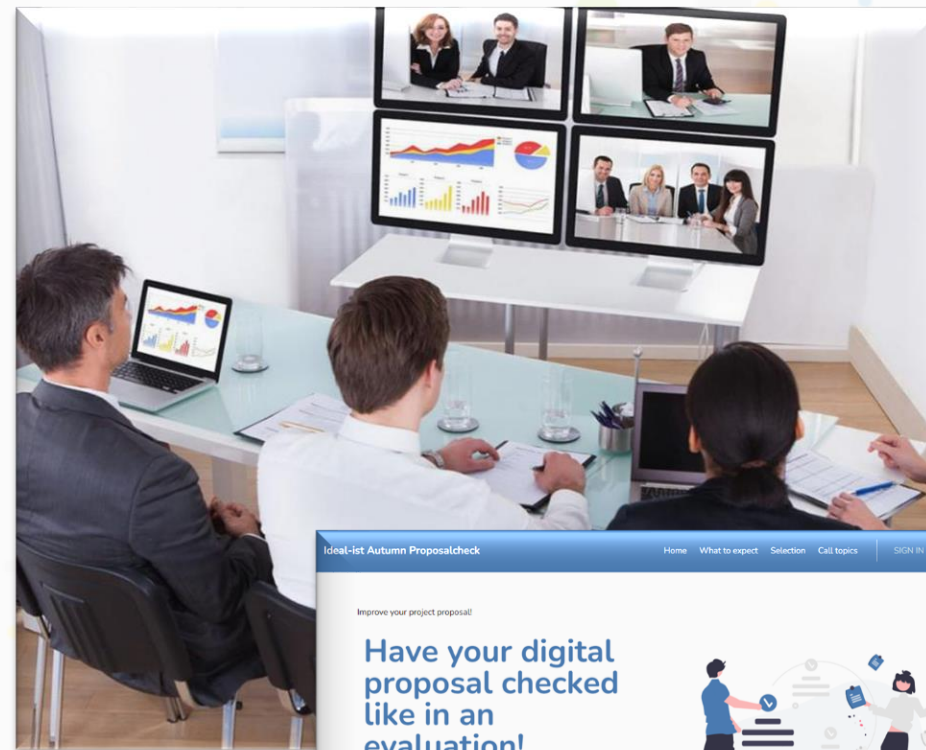 Ideal-ist Autumn Proposalcheck
Home What to expect Selection Call topics SIGN IN
Improve your project proposal!
Have your digital
proposal checked
like in an
evaluation!